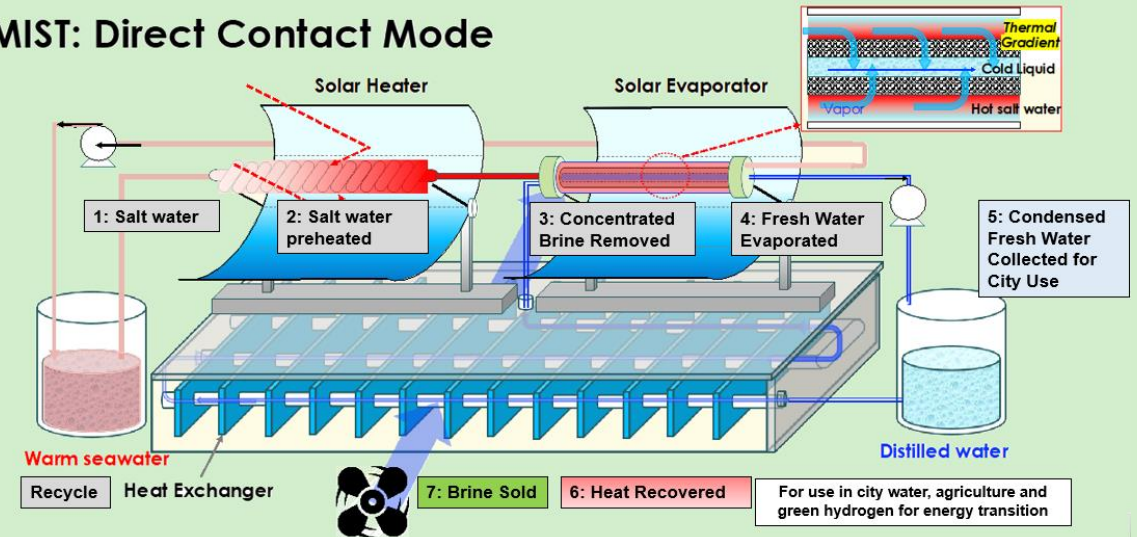 MIST: Direct Contact Mode
Thermal
Gradient
Cold Liquid
Vapor
Hot salt water
Solar Heater
Solar Evaporator
1: Salt water
2: Salt water
preheated
3: Concentrated
Brine Removed
4: Fresh Water
Evaporated
5: Condensed
Fresh Water
Collected for
City Use
Warm seawater
Distilled water
Recycle
Heat Exchanger
7: Brine Sold
6: Heat Recovered
For use in city water, agriculture and
green hydrogen for energy transition